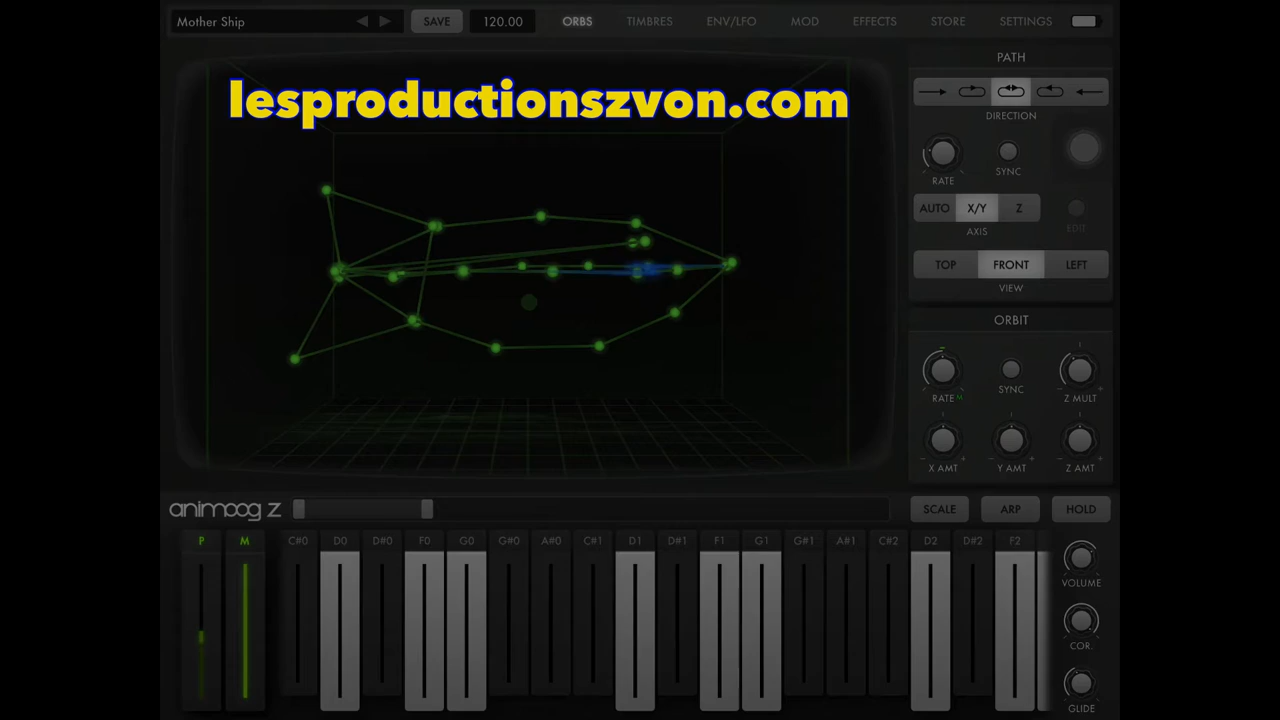 Mother Ship SAVE 120.00 ORBS TIMBRES ENV/LFO MOD EFFECTS STORE SETTINGS
lesproductionszvon.com
PATH
DIRECTION
RATE SYNC
AUTO X/Y Z
AXIS EDIT
TOP FRONT LEFT
VIEW
ORBIT
RATE M SYNC Z MULT
X AMT Y AMT Z AMT
animoog z SCALE ARP HOLD
P M C#0 D0 D#0 F0 G0 G#0 A#0 C#1 D1 D#1 F1 G1 G#1 A#1 C#2 D2 D#2 F2
VOLUME
COR.
GLIDE